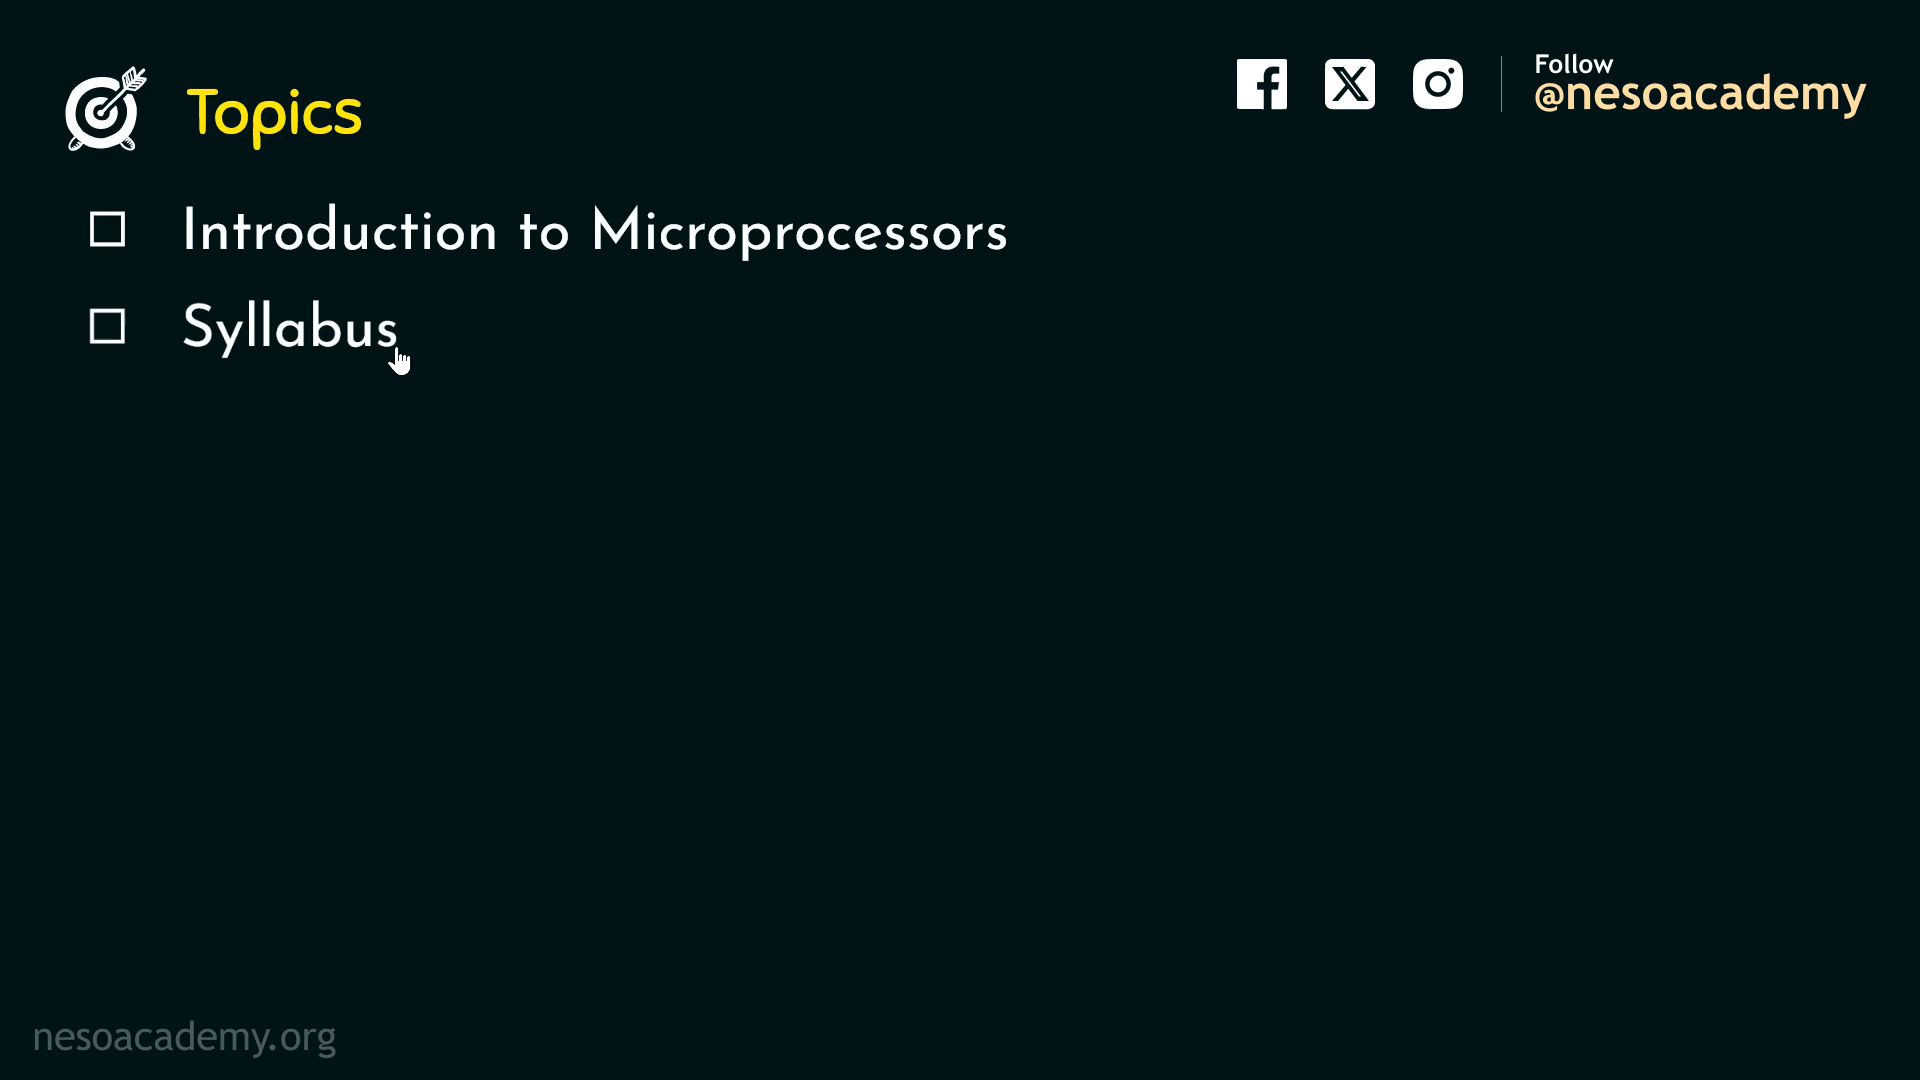 Topics
Follow
@nesoacademy
Introduction to Microprocessors
Syllabus
nesoacademy.org